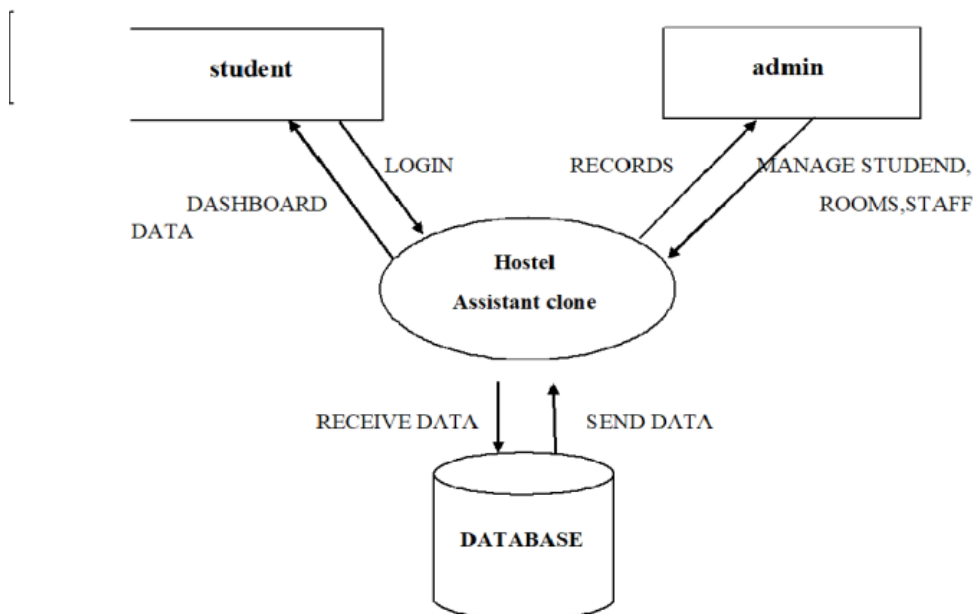 student
admin
LOGIN
RECORDS
MANAGE STUDEND,
DASHBOARD
ROOMS,STAFF
DATA
Hostel
Assistant clone
RECEIVE DATA
SEND DATA
DATABASE